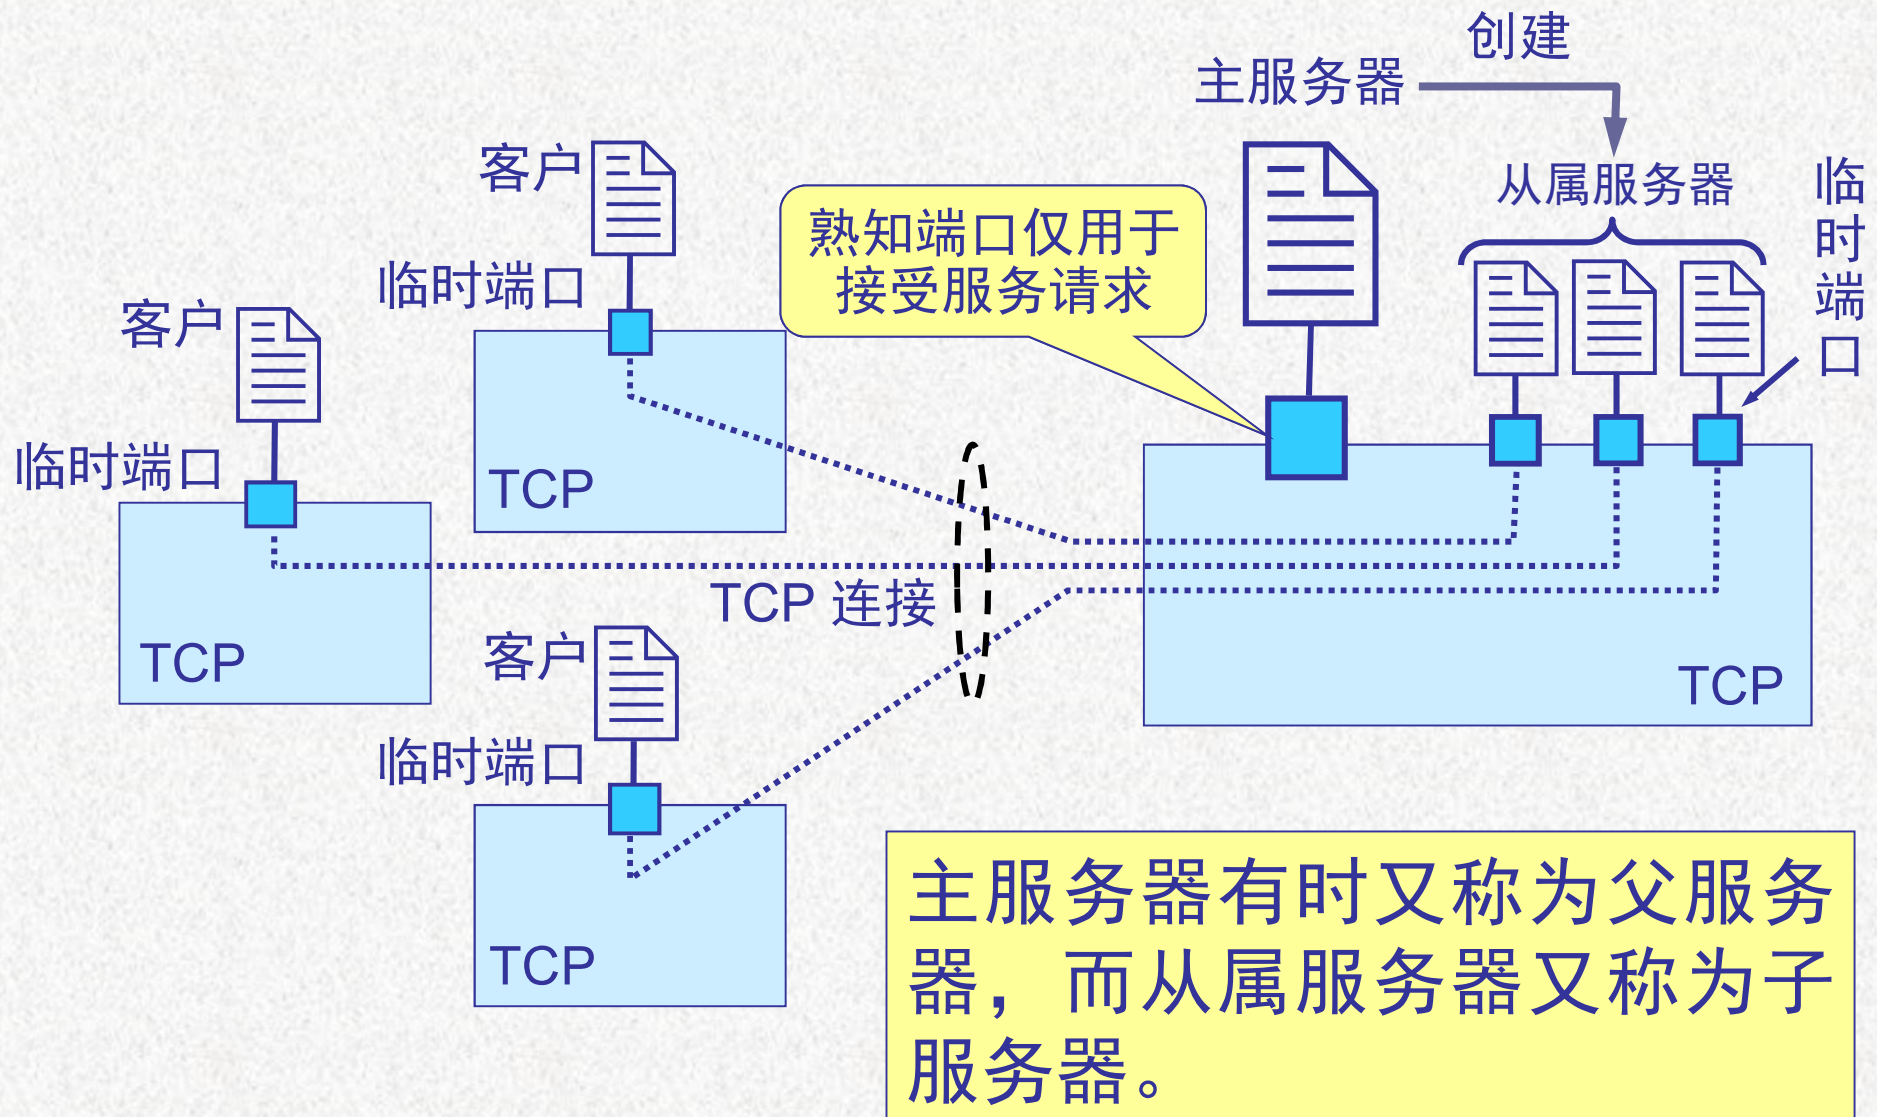 创建
主服务器
客户
从属服务器
临
时
端
口
熟知端口仅用于
接受服务请求
临时端口
客户
临时端口
TCP
TCP 连接
TCP
客户
TCP
临时端口
TCP
主服务器有时又称为父服务
器，而从属服务器又称为子
服务器。